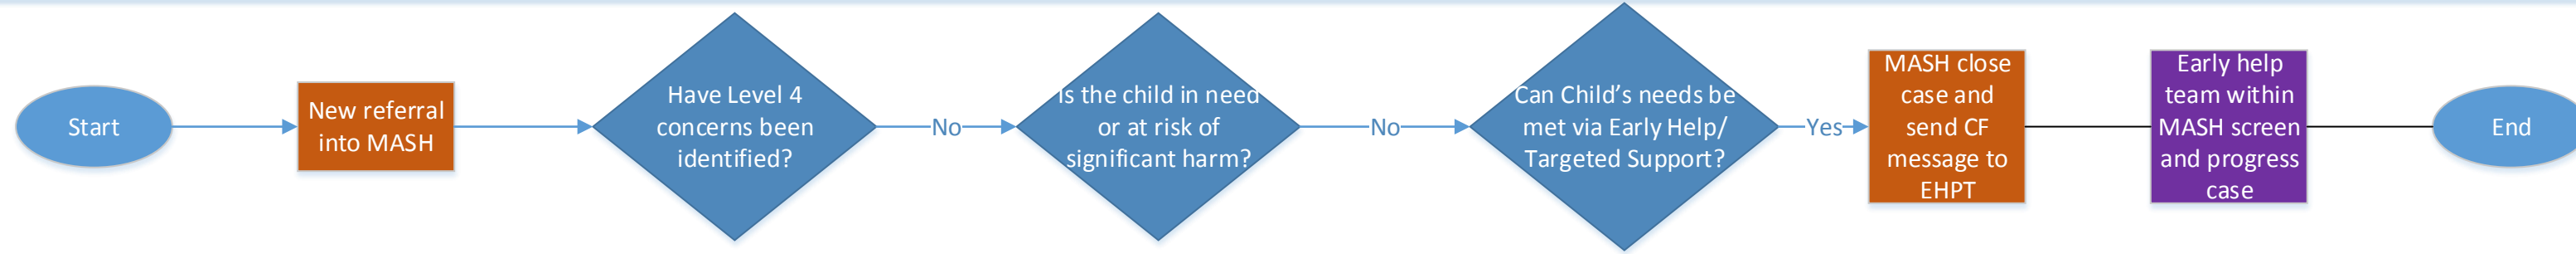 Start
New referral
into MASH
Have Level 4
concerns been
identified?
No
Is the child in need
or at risk of
significant harm?
No
Can Child's needs be
met via Early Help/
Targeted Support?
Yes
MASH close
case and
send CF
message to
EHPT
Early help
team within
MASH screen
and progress
case
End